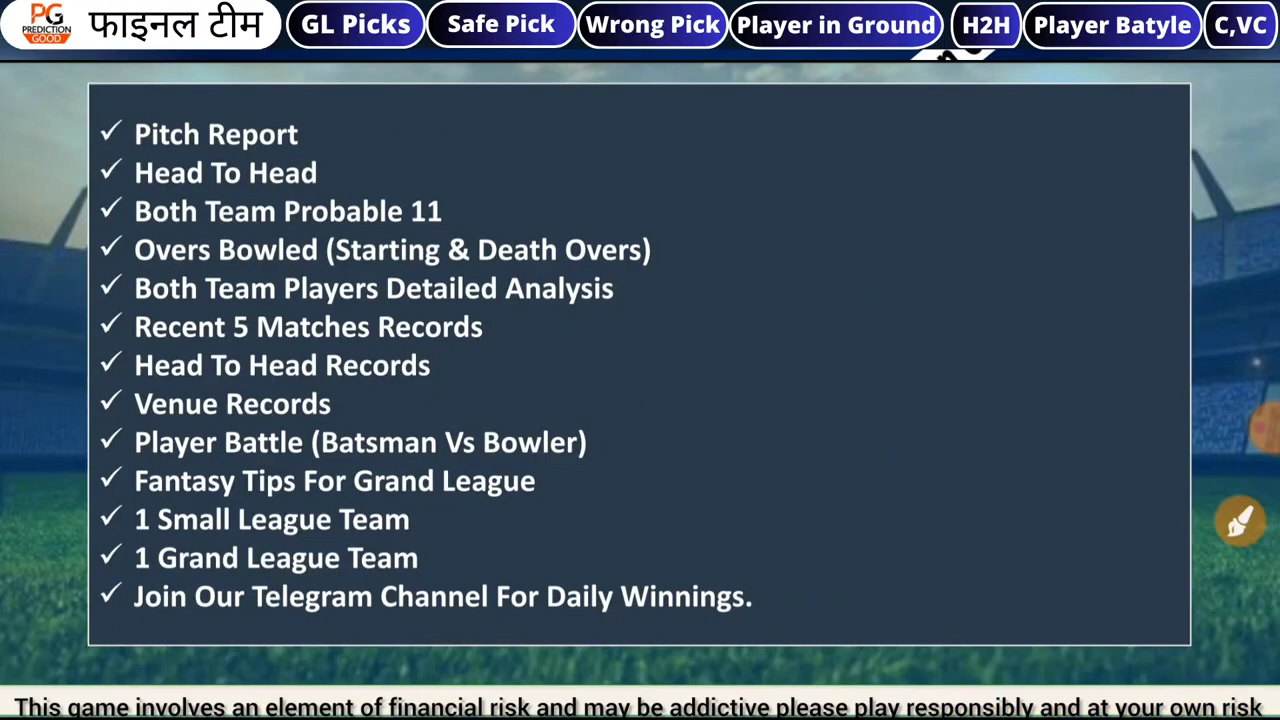 PG
PREDICTION
GOOD
फाइनल टीम
GL Picks
Safe Pick
Wrong Pick
Player in Ground
H2H
Player Batyle
C,VC
✓ Pitch Report
✓ Head To Head
✓ Both Team Probable 11
✓ Overs Bowled (Starting & Death Overs)
✓ Both Team Players Detailed Analysis
✓ Recent 5 Matches Records
✓ Head To Head Records
✓ Venue Records
✓ Player Battle (Batsman Vs Bowler)
✓ Fantasy Tips For Grand League
✓ 1 Small League Team
✓ 1 Grand League Team
✓ Join Our Telegram Channel For Daily Winnings.
This game involves an element of financial risk and may be addictive please play responsibly and at your own risk